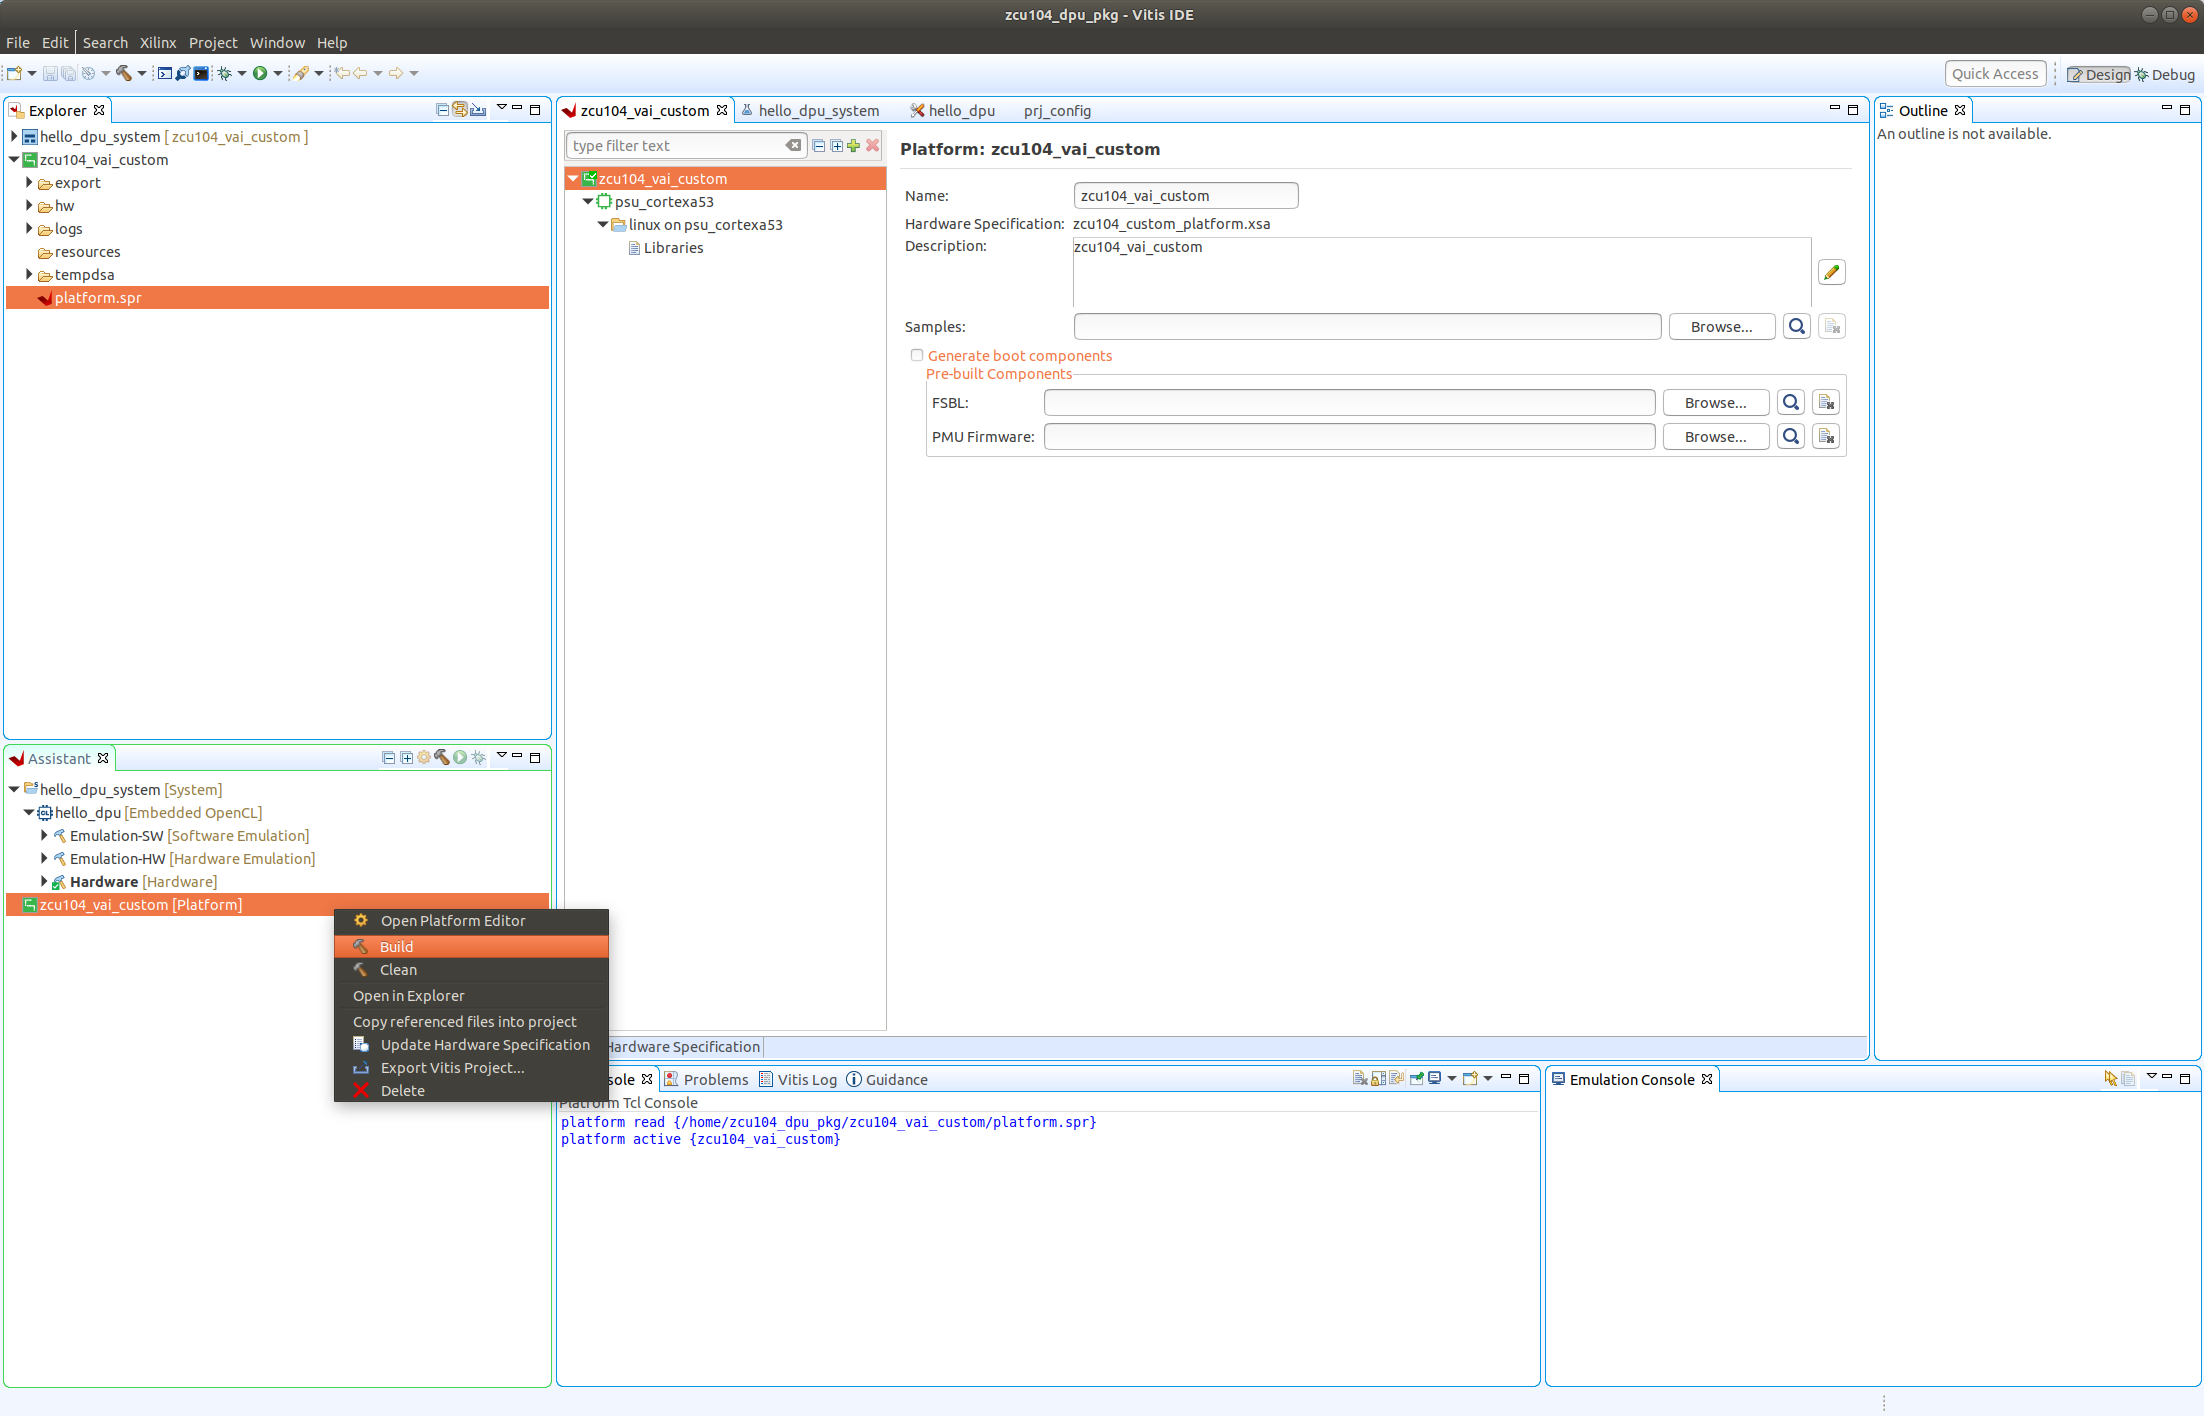 zcu104_dpu_pkg - Vitis IDE
File Edit Search Xilinx Project Window Help
Quick Access Design Debug
Explorer
hello_dpu_system [ zcu104_vai_custom ]
zcu104_vai_custom
export
hw
logs
resources
tempdsa
platform.spr
zcu104_vai_custom hello_dpu_system hello_dpu prj_config
type filter text
zcu104_vai_custom
psu_cortexa53
linux on psu_cortexa53
Libraries
Platform: zcu104_vai_custom
Name: zcu104_vai_custom
Hardware Specification: zcu104_custom_platform.xsa
Description: zcu104_vai_custom
Samples: Browse...
Generate boot components
Pre-built Components
FSBL: Browse...
PMU Firmware: Browse...
Outline
An outline is not available.
Assistant
hello_dpu_system [System]
hello_dpu [Embedded OpenCL]
Emulation-SW [Software Emulation]
Emulation-HW [Hardware Emulation]
Hardware [Hardware]
zcu104_vai_custom [Platform]
Open Platform Editor
Build
Clean
Open in Explorer
Copy referenced files into project
Update Hardware Specification
Export Vitis Project...
Delete
Hardware Specification
sole Problems Vitis Log Guidance
Platform Tcl Console
platform read {/home/zcu104_dpu_pkg/zcu104_vai_custom/platform.spr}
platform active {zcu104_vai_custom}
Emulation Console